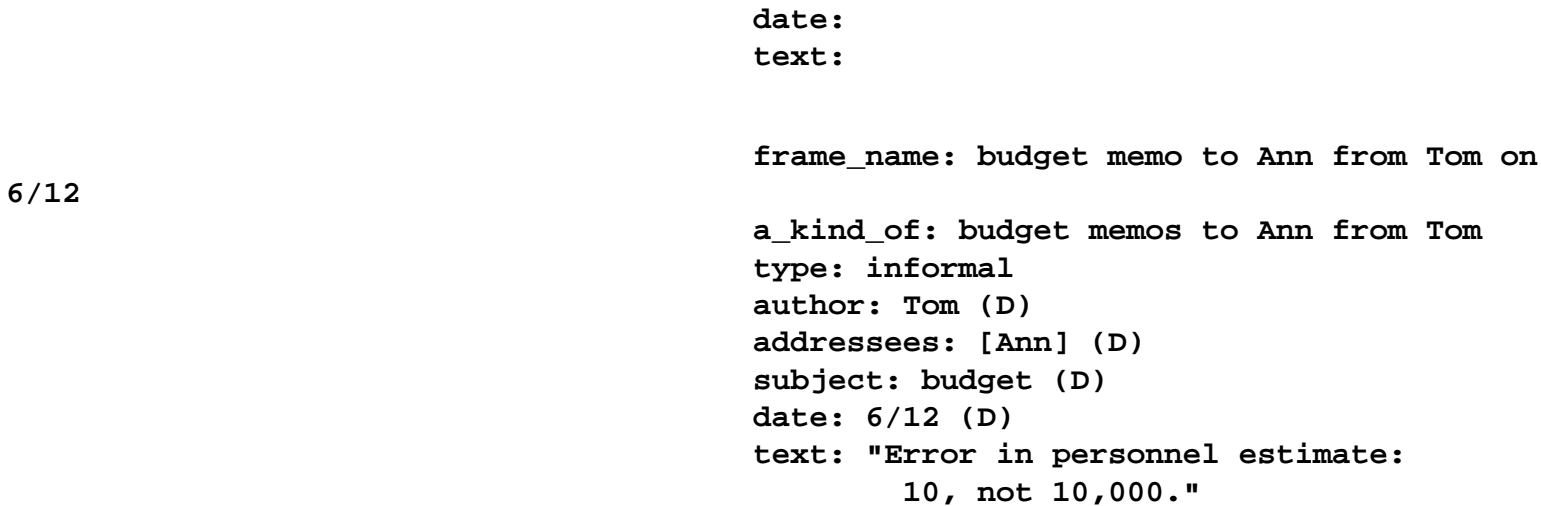 date:
text:
frame_name: budget memo to Ann from Tom on
6/12
a_kind_of: budget memos to Ann from Tom
type: informal
author: Tom (D)
addressees: [Ann] (D)
subject: budget (D)
date: 6/12 (D)
text: "Error in personnel estimate:
10, not 10,000."